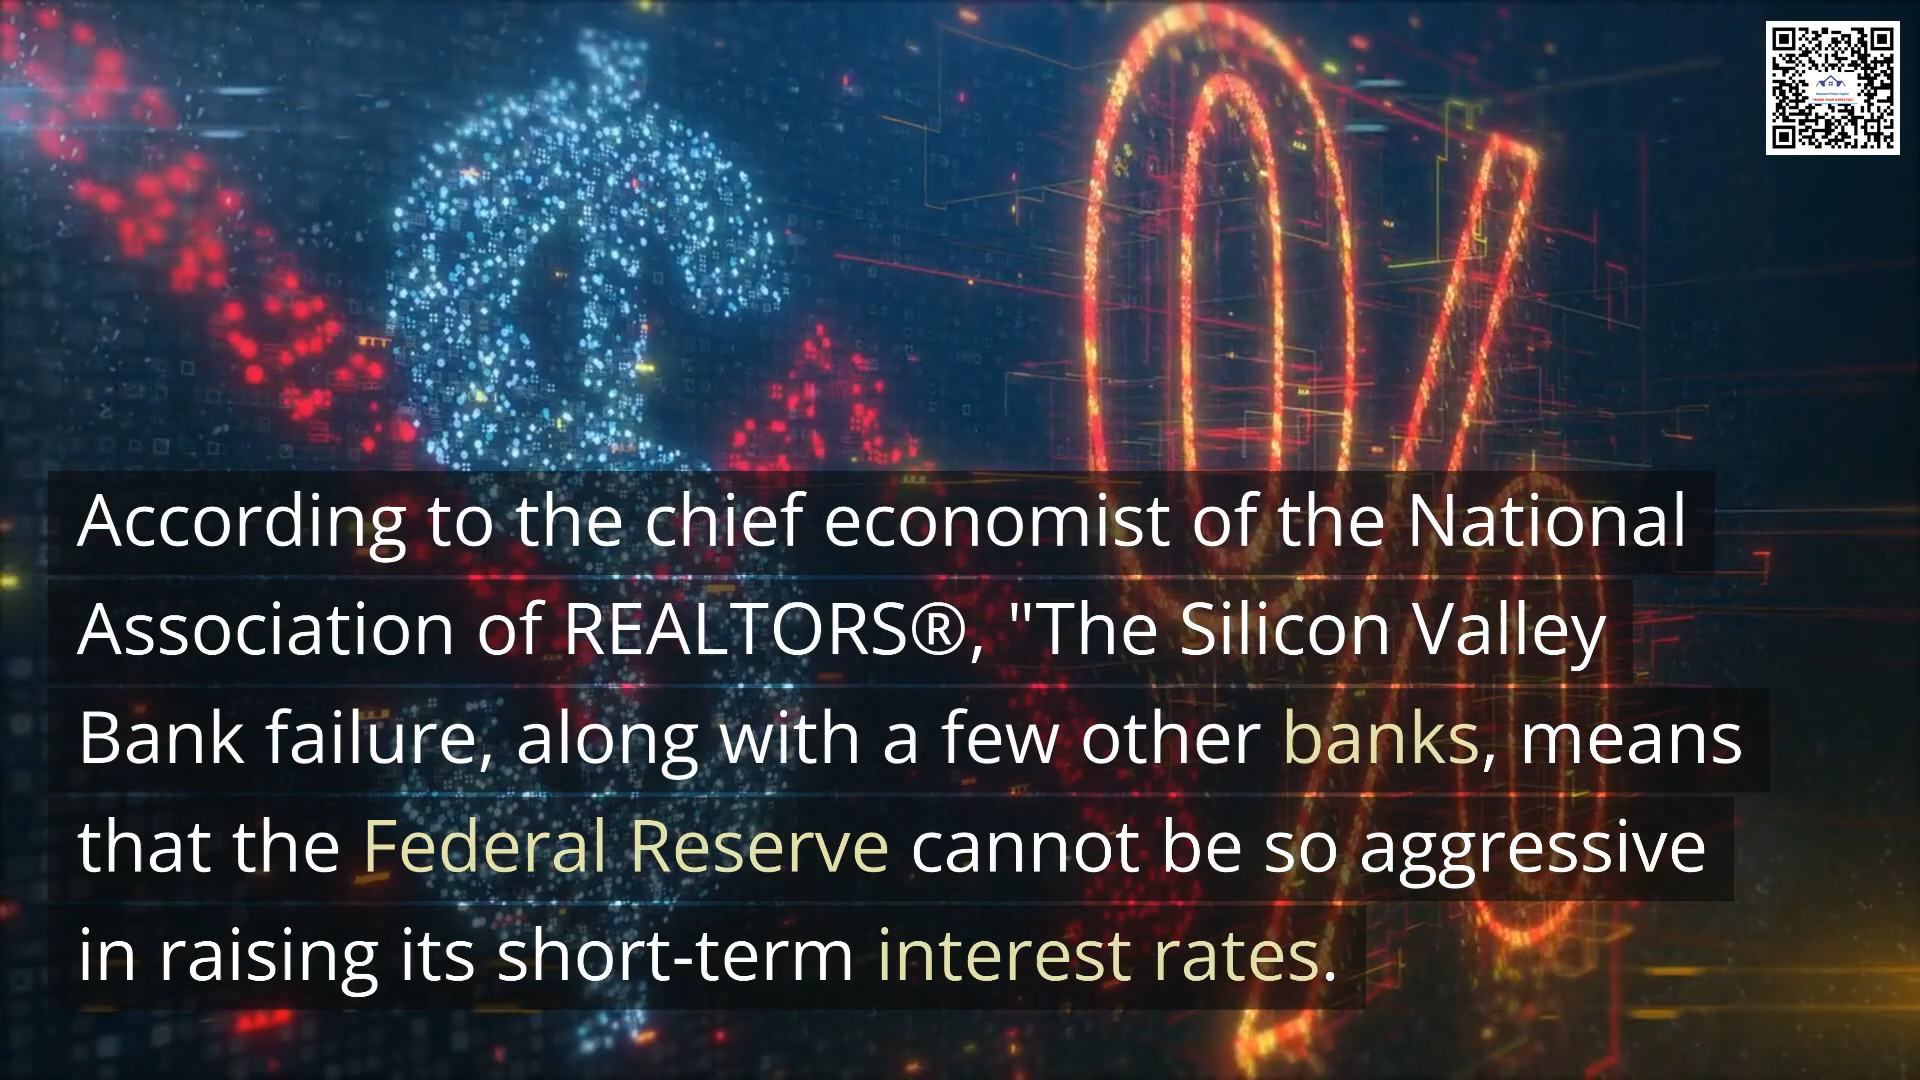 According to the chief economist of the National
Association of REALTORS®, "The Silicon Valley
Bank failure, along with a few other banks, means
that the Federal Reserve cannot be so aggressive
in raising its short-term interest rates.